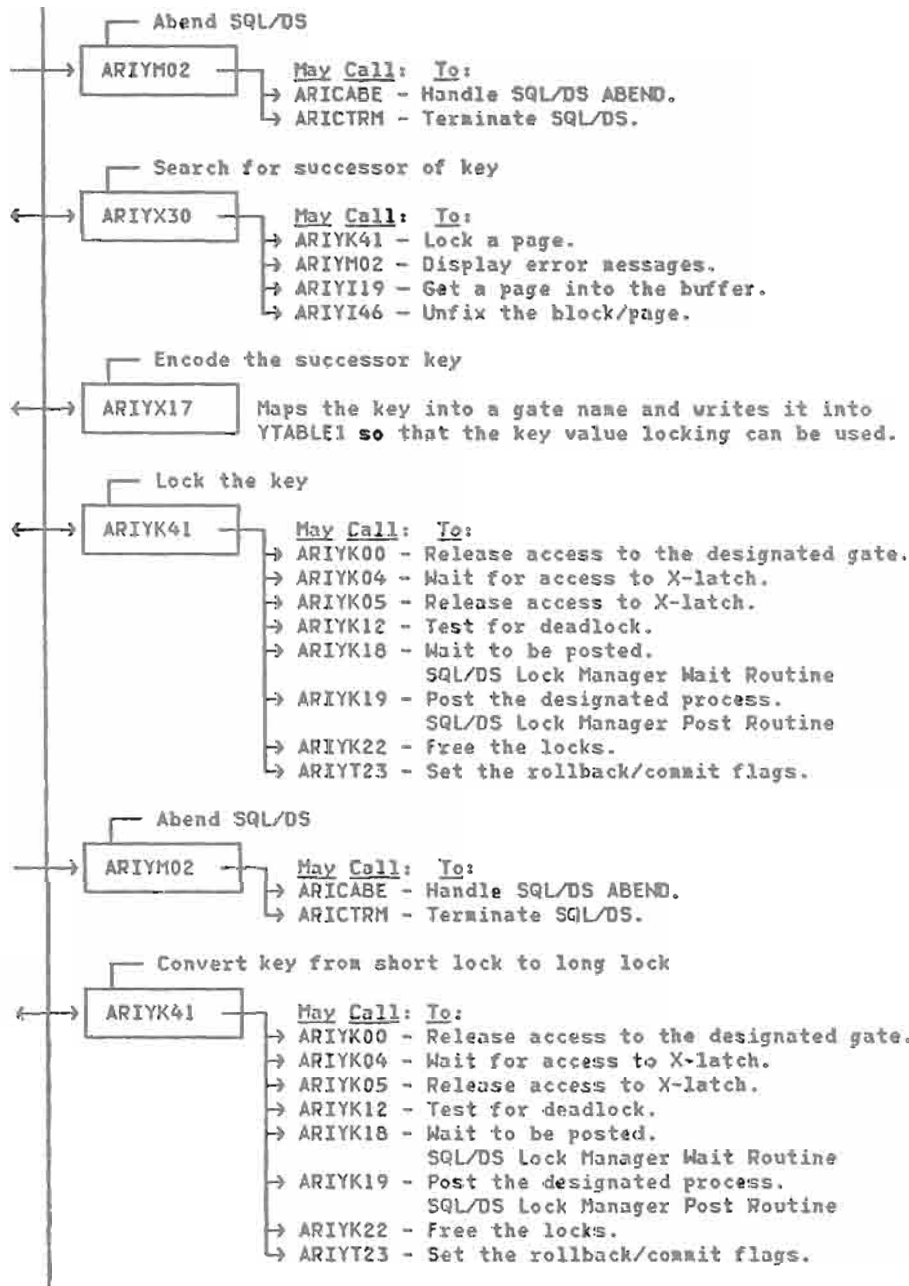 Abend SQL/DS
ARIYM02 May Call: To:
ARICABE - Handle SQL/DS ABEND.
ARICTRM - Terminate SQL/DS.
Search for successor of key
ARIYX30 May Call: To:
ARIYK41 - Lock a page.
ARIYM02 - Display error messages.
ARIYI19 - Get a page into the buffer.
ARIYI46 - Unfix the block/page.
Encode the successor key
ARIYX17 Maps the key into a gate name and writes it into
YTABLE1 so that the key value locking can be used.
Lock the key
ARIYK41 May Call: To:
ARIYK00 - Release access to the designated gate.
ARIYK04 - Wait for access to X-latch.
ARIYK05 - Release access to X-latch.
ARIYK12 - Test for deadlock.
ARIYK18 - Wait to be posted.
SQL/DS Lock Manager Wait Routine
ARIYK19 - Post the designated process.
SQL/DS Lock Manager Post Routine
ARIYK22 - Free the locks.
ARIYT23 - Set the rollback/commit flags.
Abend SQL/DS
ARIYM02 May Call: To:
ARICABE - Handle SQL/DS ABEND.
ARICTRM - Terminate SQL/DS.
Convert key from short lock to long lock
ARIYK41 May Call: To:
ARIYK00 - Release access to the designated gate.
ARIYK04 - Wait for access to X-latch.
ARIYK05 - Release access to X-latch.
ARIYK12 - Test for deadlock.
ARIYK18 - Wait to be posted.
SQL/DS Lock Manager Wait Routine
ARIYK19 - Post the designated process.
SQL/DS Lock Manager Post Routine
ARIYK22 - Free the locks.
ARIYT23 - Set the rollback/commit flags.